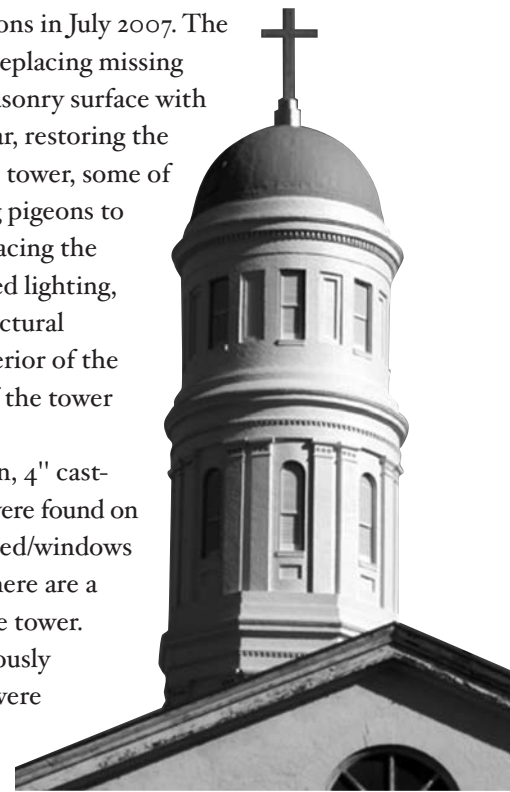 ons in July 2007. The
eplacing missing
sonry surface with
ar, restoring the
tower, some of
g pigeons to
acing the
ed lighting,
ctural
erior of the
f the tower
n, 4" cast-
vere found on
ed/windows
here are a
e tower.
ously
were